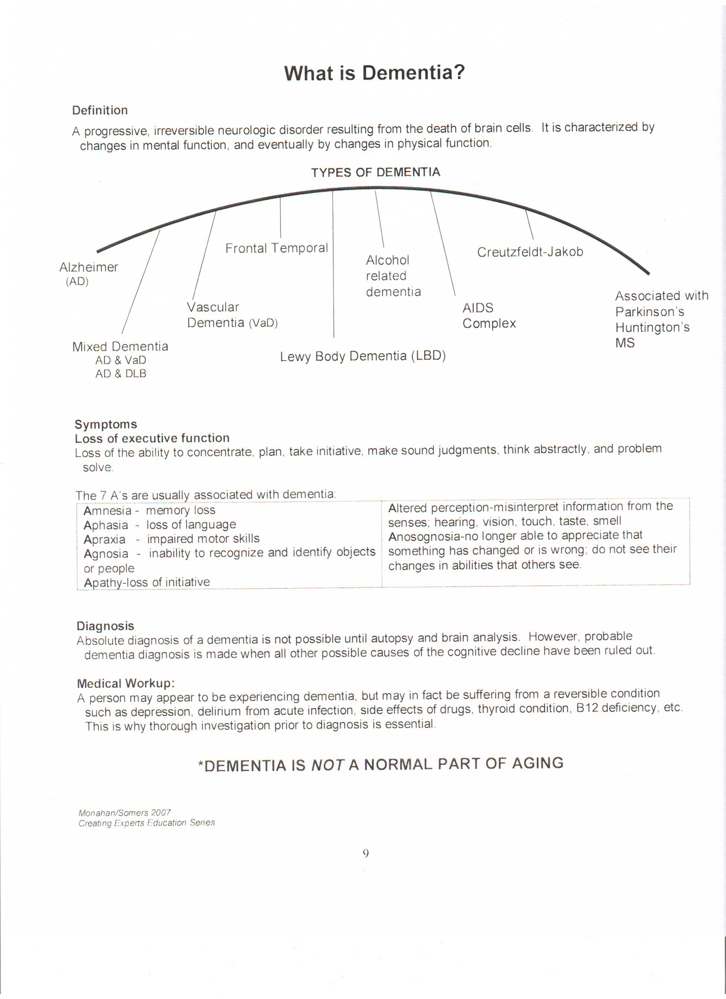 What is Dementia?
Definition
A progressive, irreversible neurologic disorder resulting from the death of brain cells.  It is characterized by
changes in mental function, and eventually by changes in physical function.
TYPES OF DEMENTIA
Alzheimer
(AD)
Mixed Dementia
AD & VaD
AD & DLB
Vascular
Dementia (VaD)
Frontal Temporal
Lewy Body Dementia (LBD)
Alcohol
related
dementia
AIDS
Complex
Creutzfeldt-Jakob
Associated with
Parkinson's
Huntington's
MS
Symptoms
Loss of executive function
Loss of the ability to concentrate, plan, take initiative, make sound judgments, think abstractly, and problem
solve.
The 7 A's are usually associated with dementia:
Amnesia - memory loss
Aphasia - loss of language
Apraxia - impaired motor skills
Agnosia - inability to recognize and identify objects
or people
Apathy-loss of initiative
Altered perception-misinterpret information from the
senses; hearing, vision, touch, taste, smell
Anosognosia-no longer able to appreciate that
something has changed or is wrong; do not see their
changes in abilities that others see.
Diagnosis
Absolute diagnosis of a dementia is not possible until autopsy and brain analysis.  However, probable
dementia diagnosis is made when all other possible causes of the cognitive decline have been ruled out.
Medical Workup:
A person may appear to be experiencing dementia, but may in fact be suffering from a reversible condition
such as depression, delirium from acute infection, side effects of drugs, thyroid condition, B12 deficiency, etc.
This is why thorough investigation prior to diagnosis is essential.
*DEMENTIA IS NOT A NORMAL PART OF AGING
Monahan/Somers 2007
Creating Experts Education Series
9